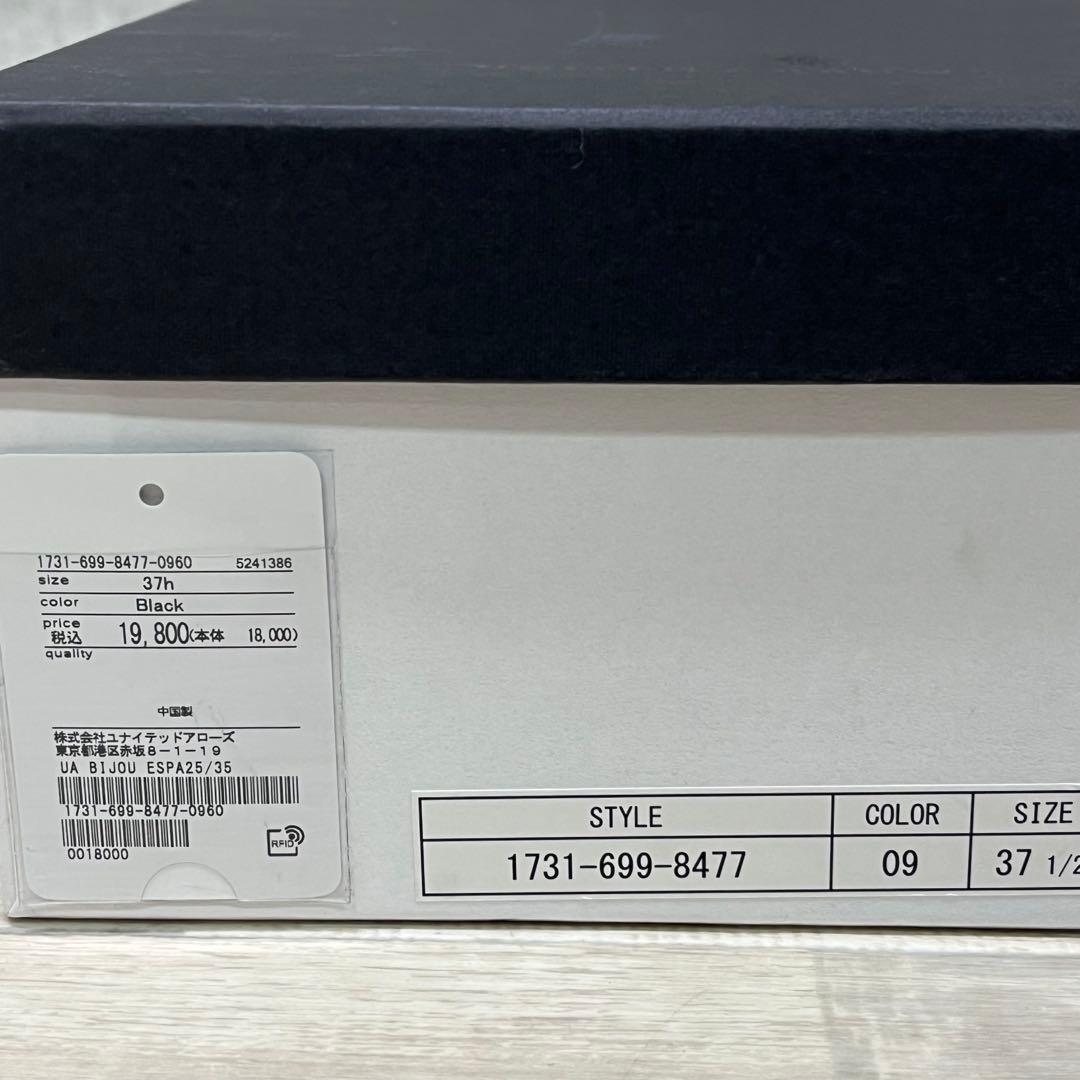 1731-699-8477-0960 5241386
size 37h
color Black
price
税込 19,800(本体 18,000)
quality
中国製
株式会社ユナイテッドアローズ
東京都港区赤坂8-1-19
UA BIJOU ESPA25/35
1731-699-8477-0960
0018000
RFID
STYLE COLOR SIZE
1731-699-8477 09 37 1/2